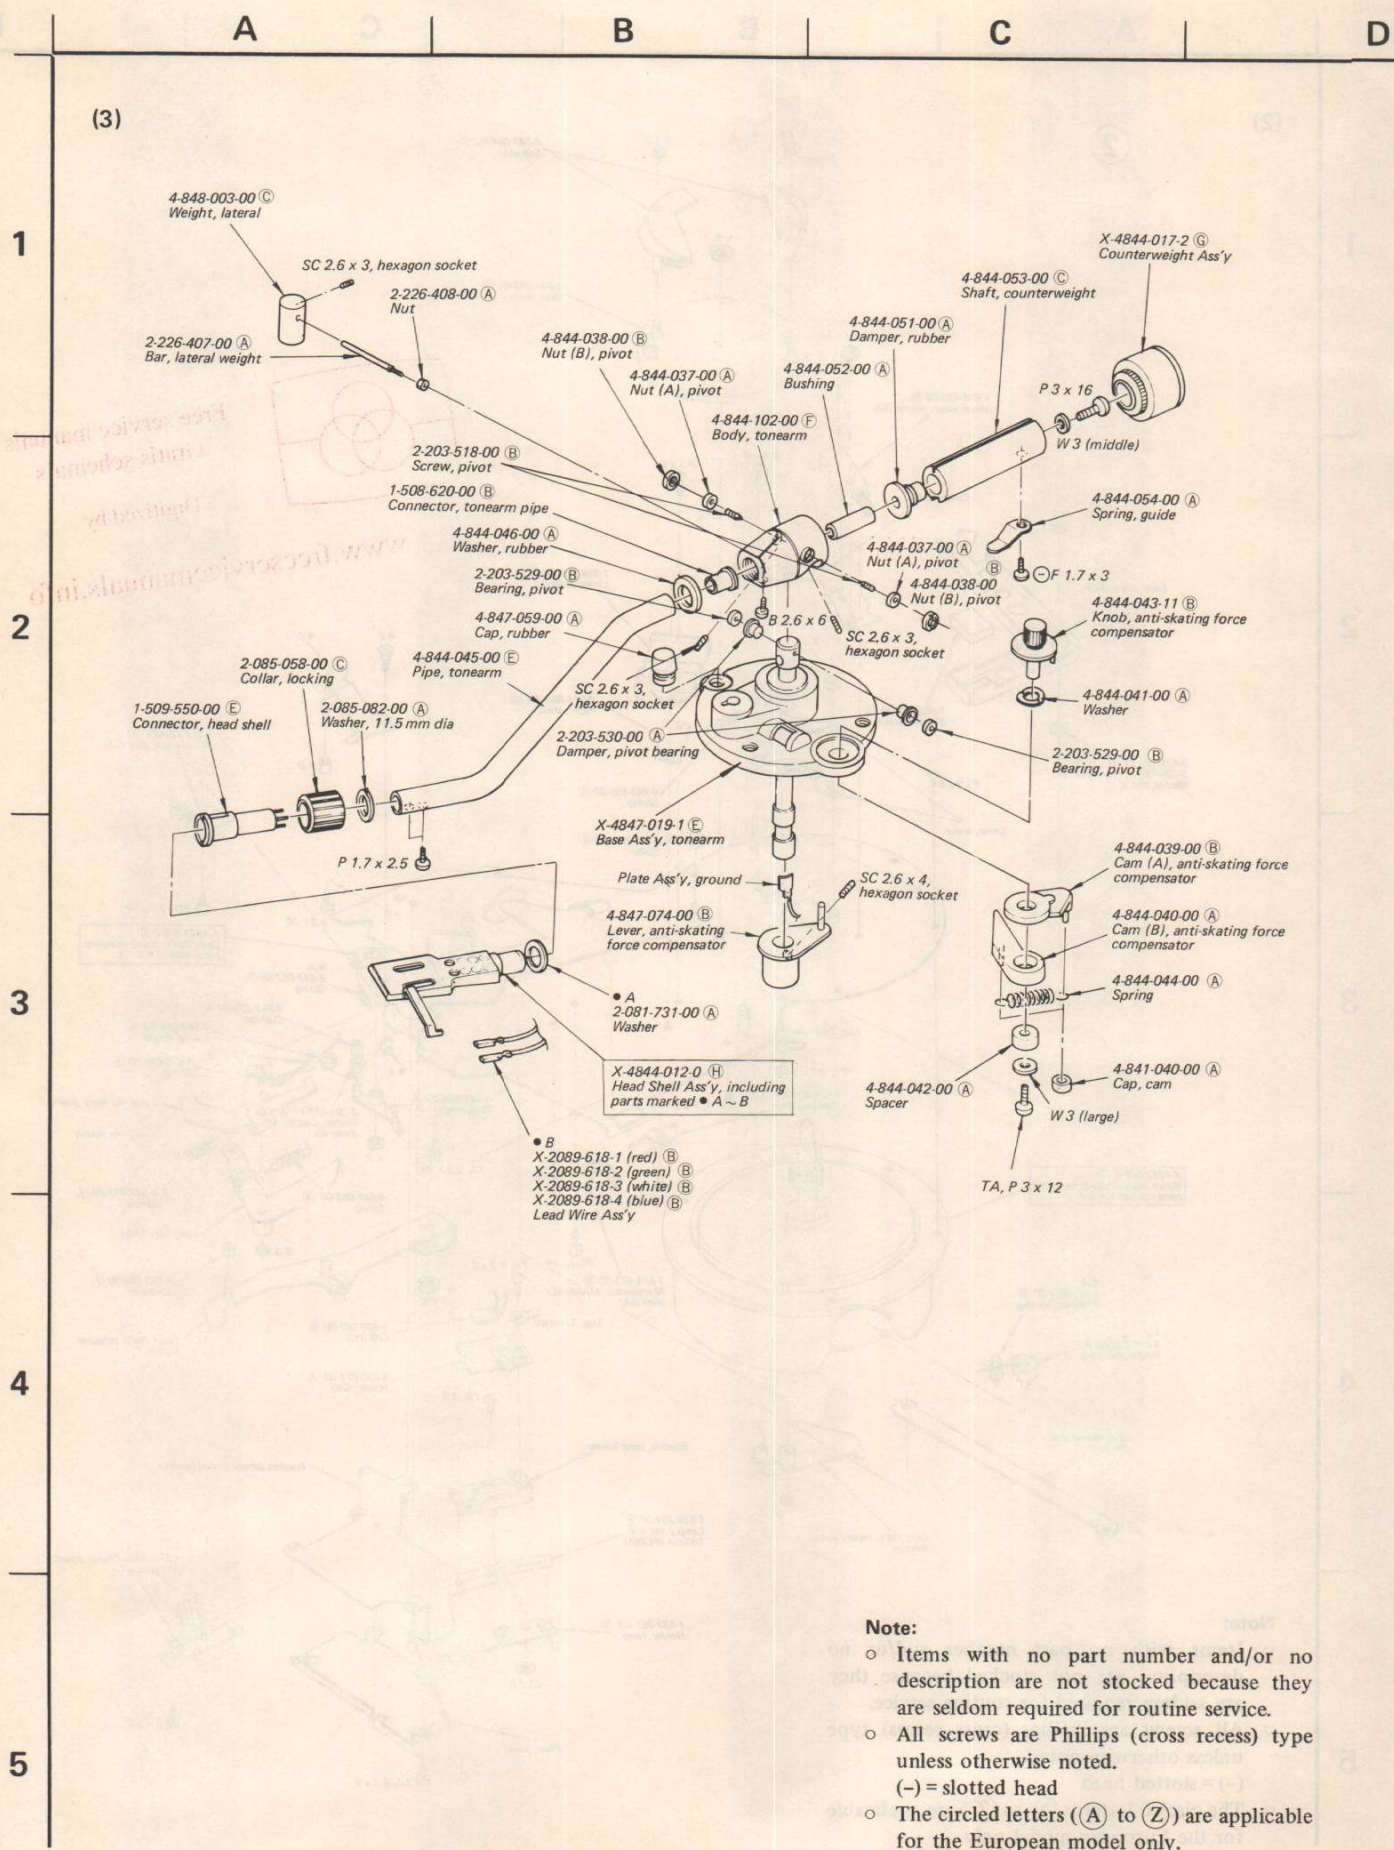 A B C D
(3)
1
2
3
4
5
4-848-003-00 Ⓒ
Weight, lateral
SC 2.6 x 3, hexagon socket
2-226-408-00 Ⓐ
Nut
2-226-407-00 Ⓐ
Bar, lateral weight
4-844-038-00 Ⓑ
Nut (B), pivot
4-844-037-00 Ⓐ
Nut (A), pivot
4-844-102-00 Ⓕ
Body, tonearm
4-844-052-00 Ⓐ
Bushing
4-844-051-00 Ⓐ
Damper, rubber
4-844-053-00 Ⓒ
Shaft, counterweight
X-4844-017-2 Ⓖ
Counterweight Ass'y
P 3 x 16
W 3 (middle)
2-203-518-00 Ⓑ
Screw, pivot
1-508-620-00 Ⓑ
Connector, tonearm pipe
4-844-046-00 Ⓐ
Washer, rubber
2-203-529-00 Ⓑ
Bearing, pivot
4-847-059-00 Ⓐ
Cap, rubber
4-844-045-00 Ⓔ
Pipe, tonearm
2-085-058-00 Ⓒ
Collar, locking
2-085-082-00 Ⓐ
Washer, 11.5 mm dia
1-509-550-00 Ⓔ
Connector, head shell
4-844-054-00 Ⓐ
Spring, guide
⊖F 1.7 x 3
4-844-037-00 Ⓐ
Nut (A), pivot
Ⓑ
4-844-038-00
Nut (B), pivot
B 2.6 x 6
SC 2.6 x 3,
hexagon socket
SC 2.6 x 3,
hexagon socket
4-844-043-11 Ⓑ
Knob, anti-skating force
compensator
4-844-041-00 Ⓐ
Washer
2-203-529-00 Ⓑ
Bearing, pivot
2-203-530-00 Ⓐ
Damper, pivot bearing
X-4847-019-1 Ⓔ
Base Ass'y, tonearm
P 1.7 x 2.5
Plate Ass'y, ground
SC 2.6 x 4,
hexagon socket
4-847-074-00 Ⓑ
Lever, anti-skating
force compensator
4-844-039-00 Ⓑ
Cam (A), anti-skating force
compensator
4-844-040-00 Ⓐ
Cam (B), anti-skating force
compensator
4-844-044-00 Ⓐ
Spring
4-841-040-00 Ⓐ
Cap, cam
4-844-042-00 Ⓐ
Spacer
W 3 (large)
TA, P 3 x 12
● A
2-081-731-00 Ⓐ
Washer
X-4844-012-0 Ⓗ
Head Shell Ass'y, including
parts marked ● A ~ B
● B
X-2089-618-1 (red) Ⓑ
X-2089-618-2 (green) Ⓑ
X-2089-618-3 (white) Ⓑ
X-2089-618-4 (blue) Ⓑ
Lead Wire Ass'y
Free service manuals
Gratis schema's
Digitized by
www.freeservicemanuals.info
Note:
○ Items with no part number and/or no
description are not stocked because they
are seldom required for routine service.
○ All screws are Phillips (cross recess) type
unless otherwise noted.
(–) = slotted head
○ The circled letters (Ⓐ to Ⓩ) are applicable
for the European model only.